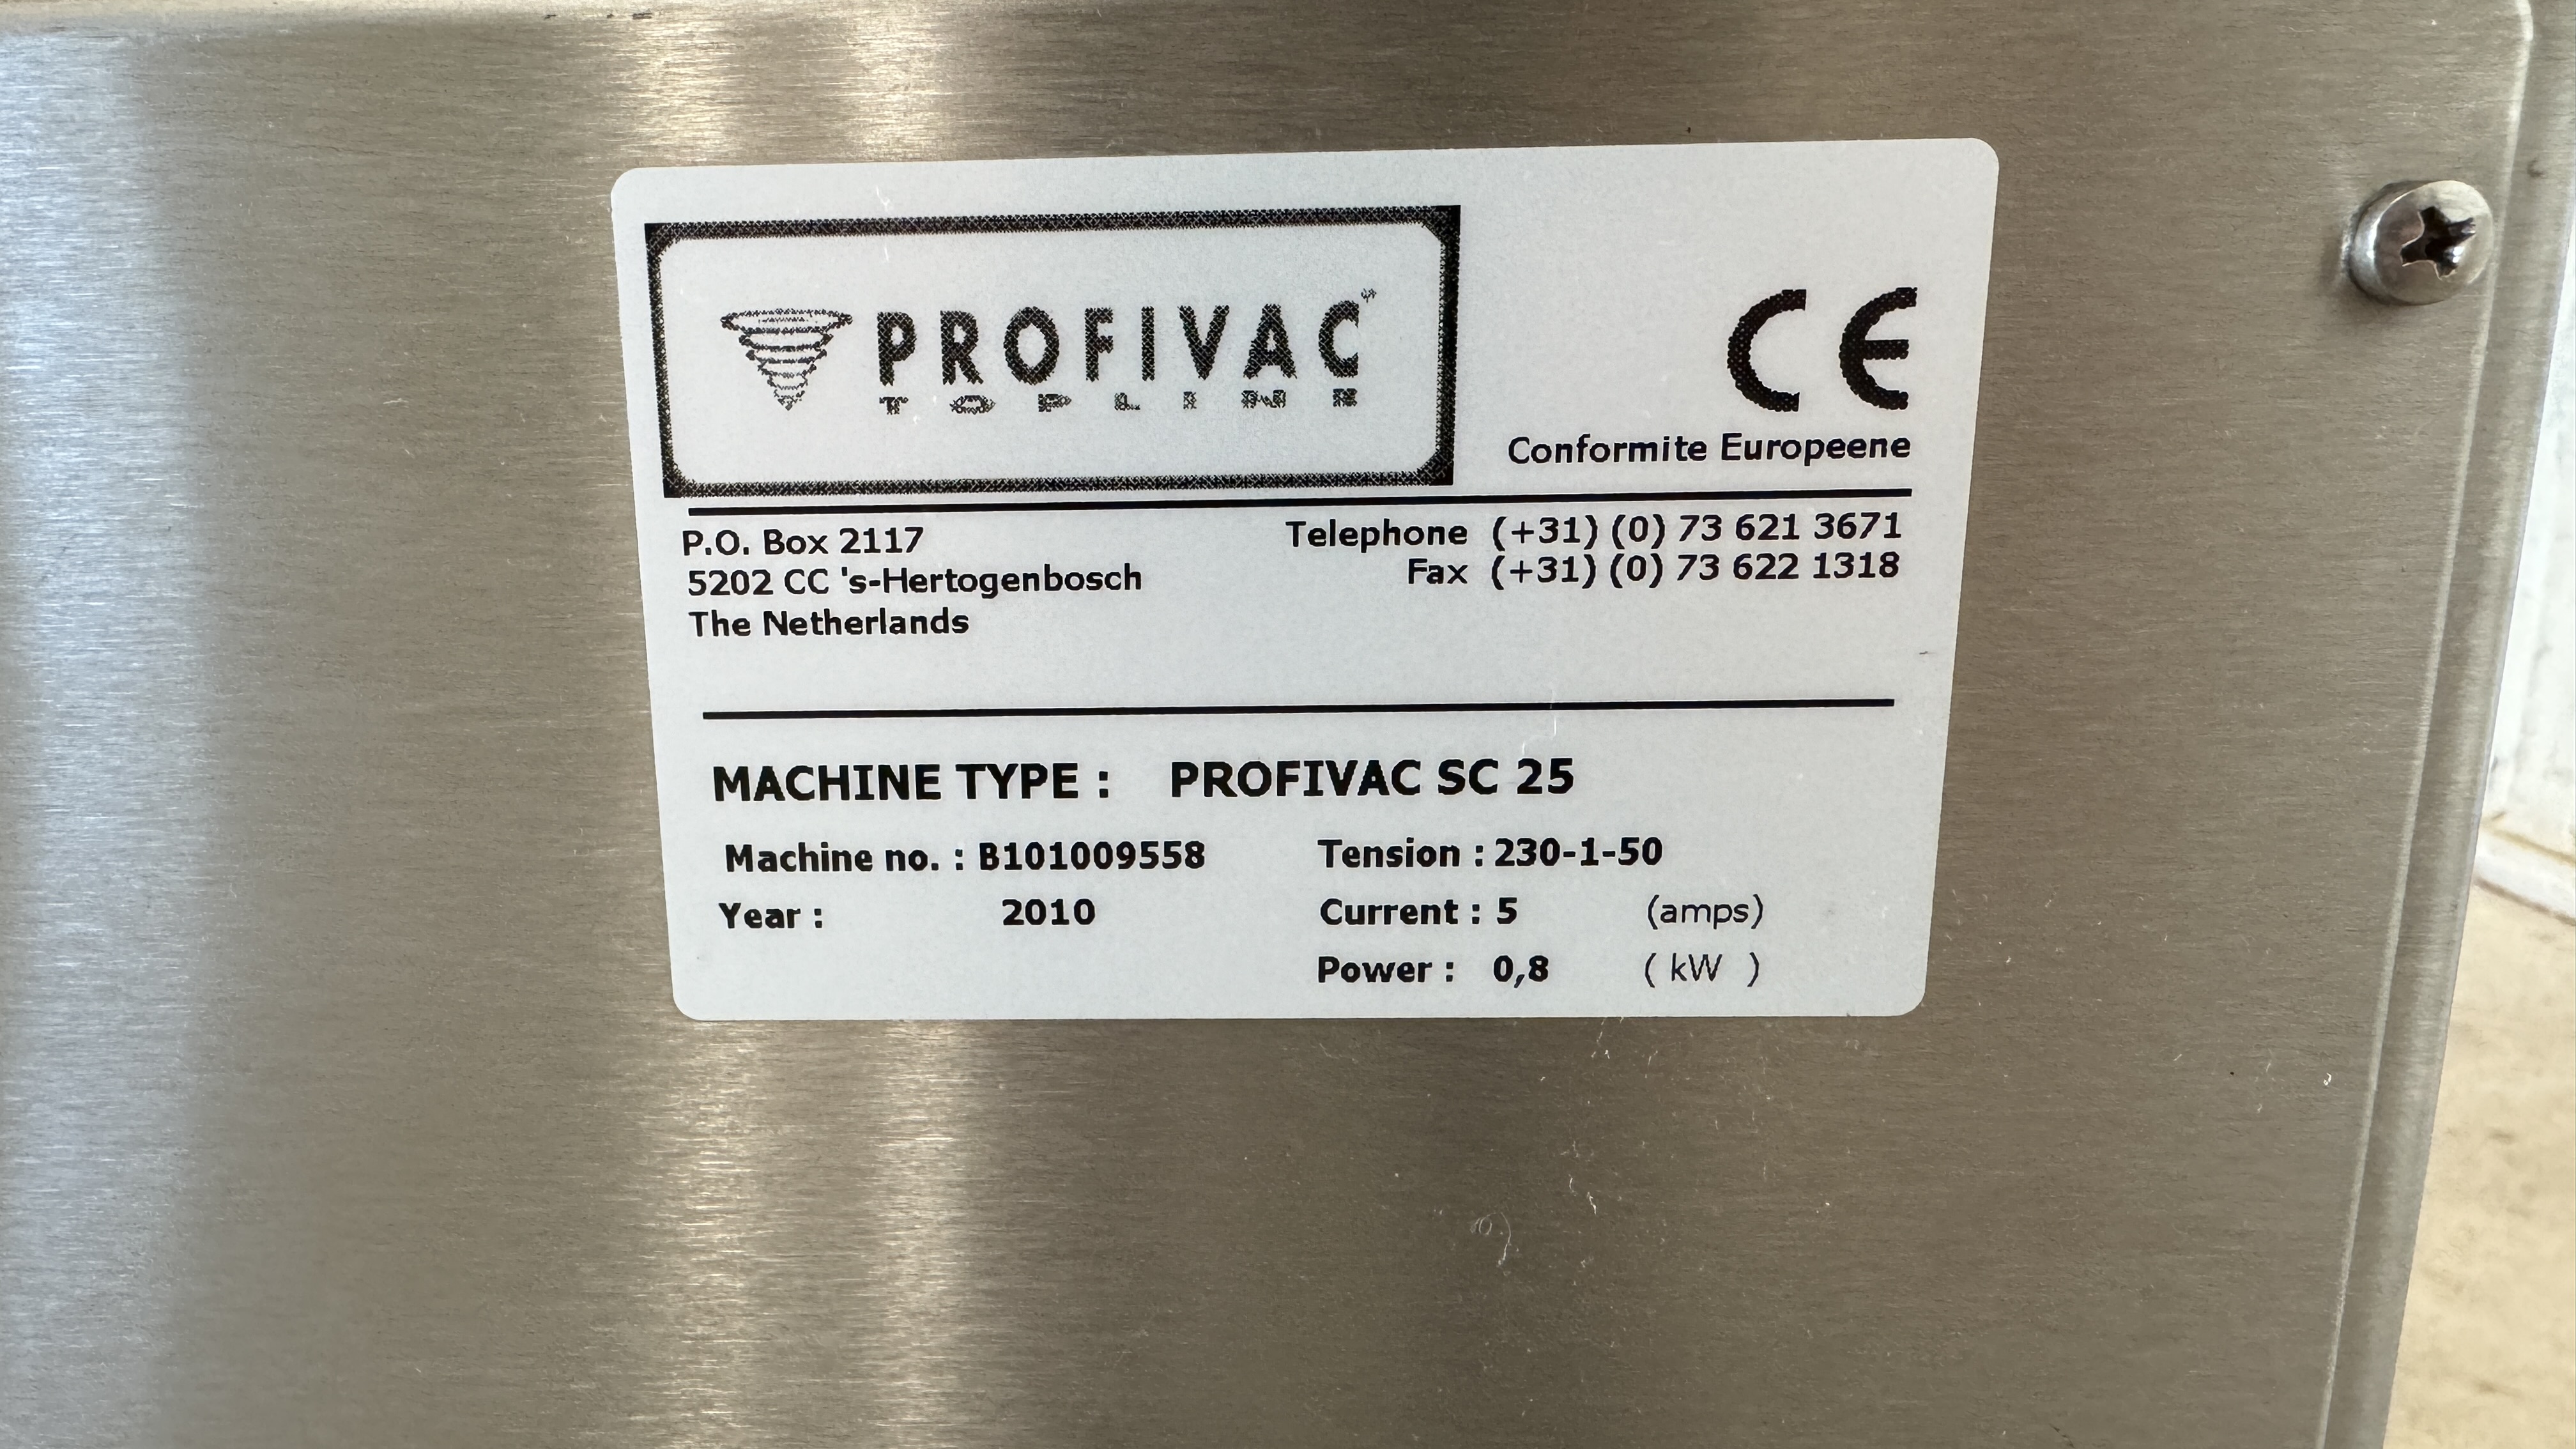 PROFIVAC
TOPLINE
CE
Conformite Europeene
P.O. Box 2117
5202 CC 's-Hertogenbosch
The Netherlands
Telephone (+31) (0) 73 621 3671
Fax (+31) (0) 73 622 1318
MACHINE TYPE : PROFIVAC SC 25
Machine no. : B101009558 Tension : 230-1-50
Year : 2010 Current : 5 (amps)
Power : 0,8 ( kW )